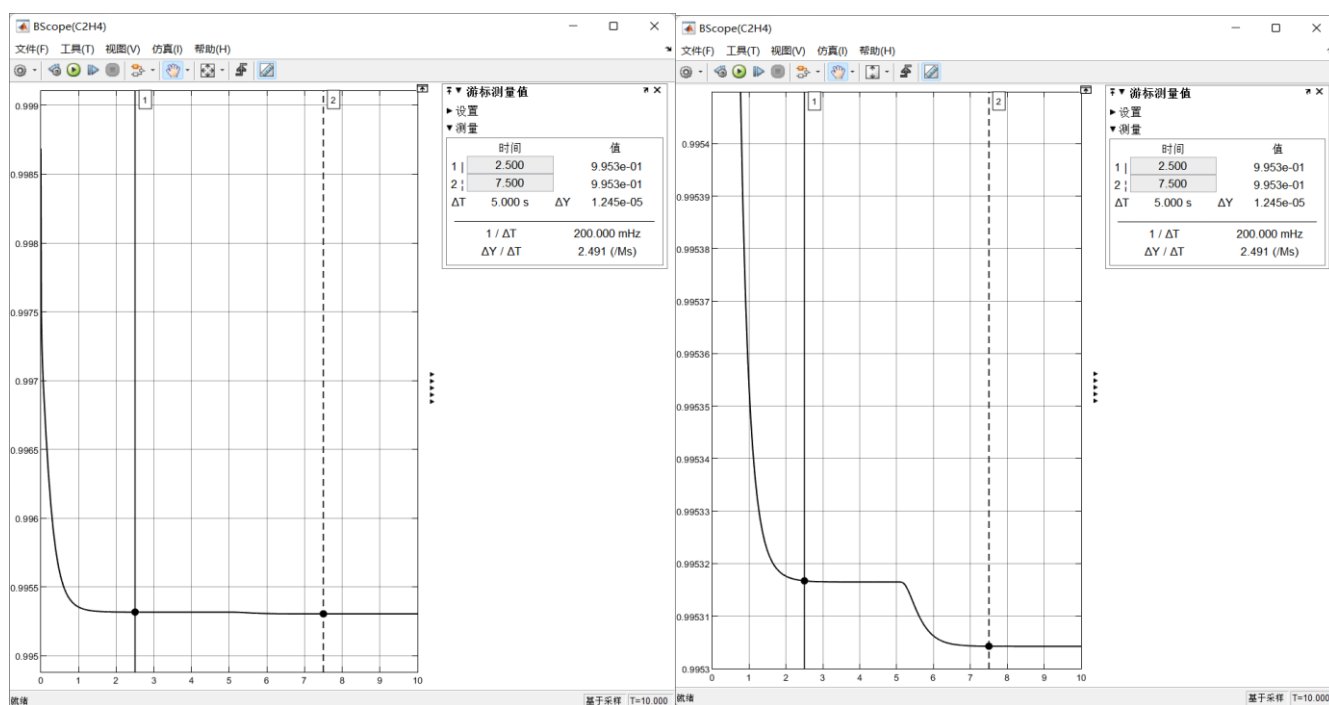 BScope(C2H4)
文件(F) 工具(T) 视图(V) 仿真(I) 帮助(H)
0.999
0.9985
0.998
0.9975
0.997
0.9965
0.996
0.9955
0.995
0 1 2 3 4 5 6 7 8 9 10
1
2
游标测量值
设置
测量
时间 值
1 2.500 9.953e-01
2 7.500 9.953e-01
ΔT 5.000 s ΔY 1.245e-05
1 / ΔT 200.000 mHz
ΔY / ΔT 2.491 (/Ms)
就绪
基于采样 T=10.000
BScope(C2H4)
文件(F) 工具(T) 视图(V) 仿真(I) 帮助(H)
0.9954
0.99539
0.99538
0.99537
0.99536
0.99535
0.99534
0.99533
0.99532
0.99531
0.9953
0 1 2 3 4 5 6 7 8 9 10
1
2
游标测量值
设置
测量
时间 值
1 2.500 9.953e-01
2 7.500 9.953e-01
ΔT 5.000 s ΔY 1.245e-05
1 / ΔT 200.000 mHz
ΔY / ΔT 2.491 (/Ms)
就绪
基于采样 T=10.000